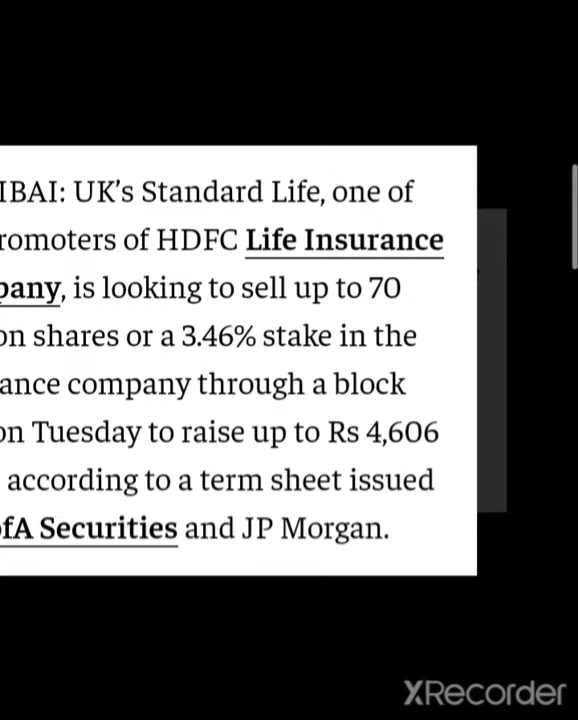 IBAI: UK's Standard Life, one of
romoters of HDFC Life Insurance
pany, is looking to sell up to 70
on shares or a 3.46% stake in the
ance company through a block
on Tuesday to raise up to Rs 4,606
according to a term sheet issued
ofA Securities and JP Morgan.
XRecorder